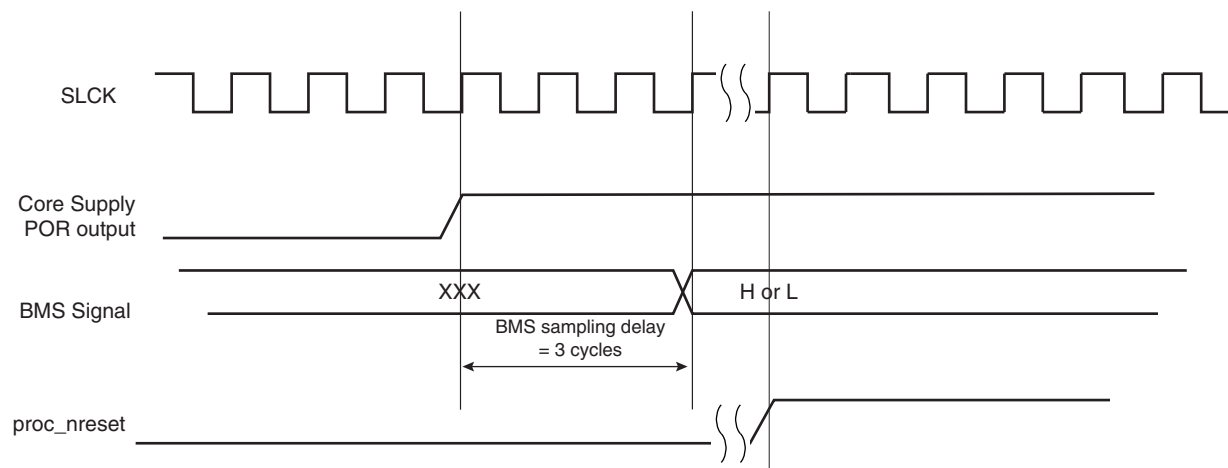 SLCK
Core Supply
POR output
BMS Signal
XXX
H or L
BMS sampling delay
= 3 cycles
proc_nreset